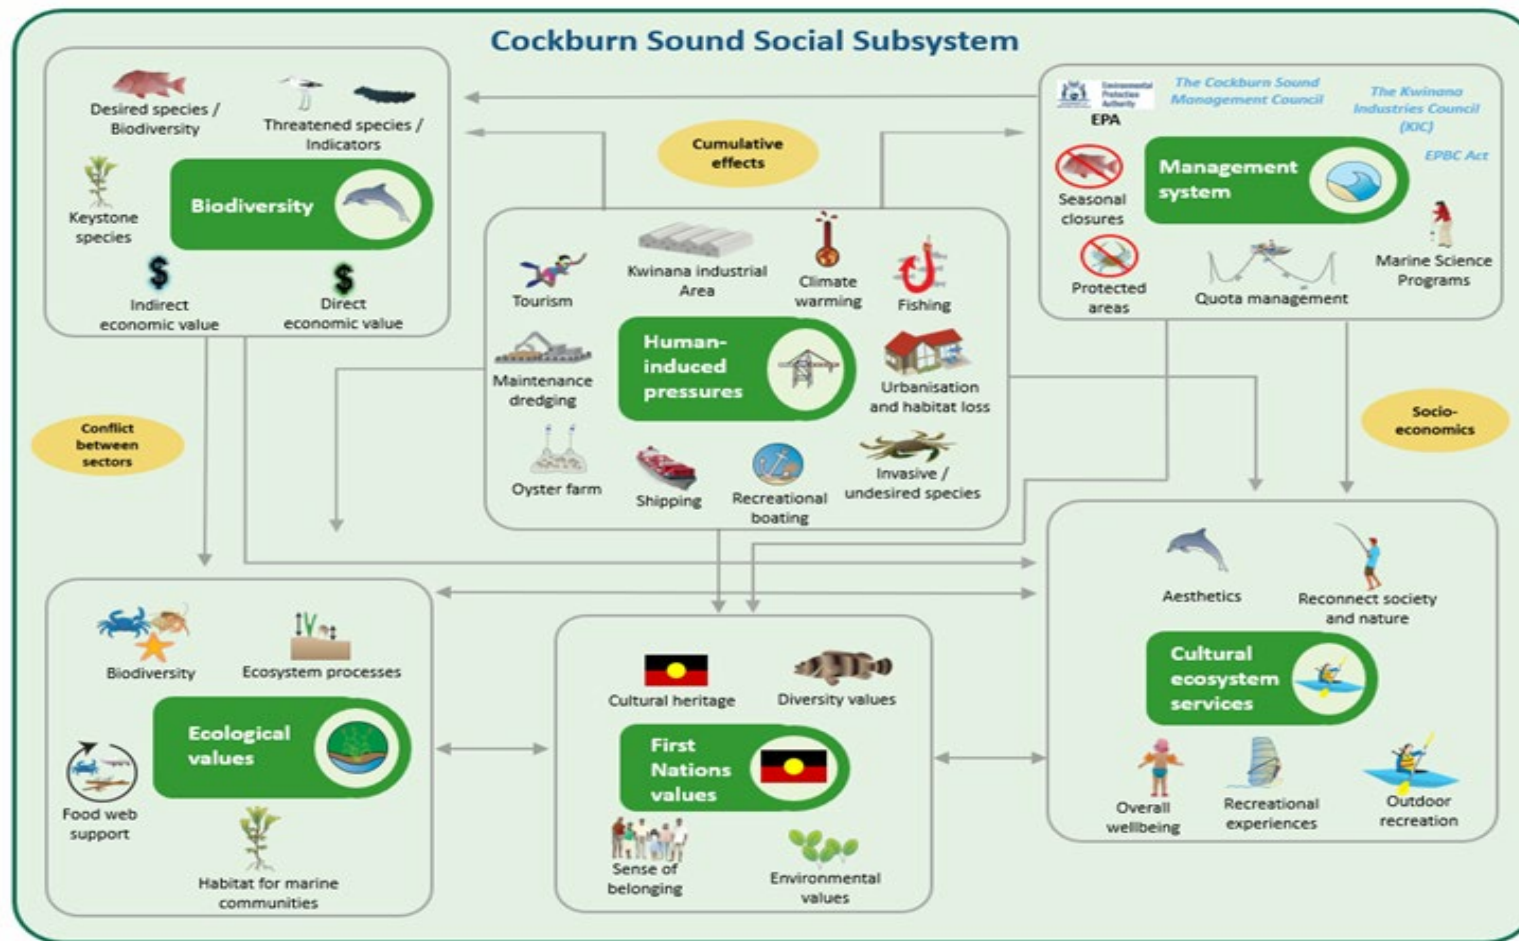 Cockburn Sound Social Subsystem
Desired species /
Biodiversity
Threatened species /
Indicators
Keystone
species
Biodiversity
Indirect
economic value
Direct
economic value
Cumulative
effects
Environmental
Protection
Authority
EPA
The Cockburn Sound
Management Council
The Kwinana
Industries Council
(KIC)
EPBC Act
Seasonal
closures
Management
system
Protected
areas
Quota management
Marine Science
Programs
Tourism
Kwinana industrial
Area
Climate
warming
Fishing
Maintenance
dredging
Human-
induced
pressures
Urbanisation
and habitat loss
Oyster farm
Shipping
Recreational
boating
Invasive /
undesired species
Conflict
between
sectors
Socio-
economics
Biodiversity
Ecosystem processes
Ecological
values
Food web
support
Habitat for marine
communities
Cultural heritage
Diversity values
First
Nations
values
Sense of
belonging
Environmental
values
Aesthetics
Reconnect society
and nature
Cultural
ecosystem
services
Overall
wellbeing
Recreational
experiences
Outdoor
recreation